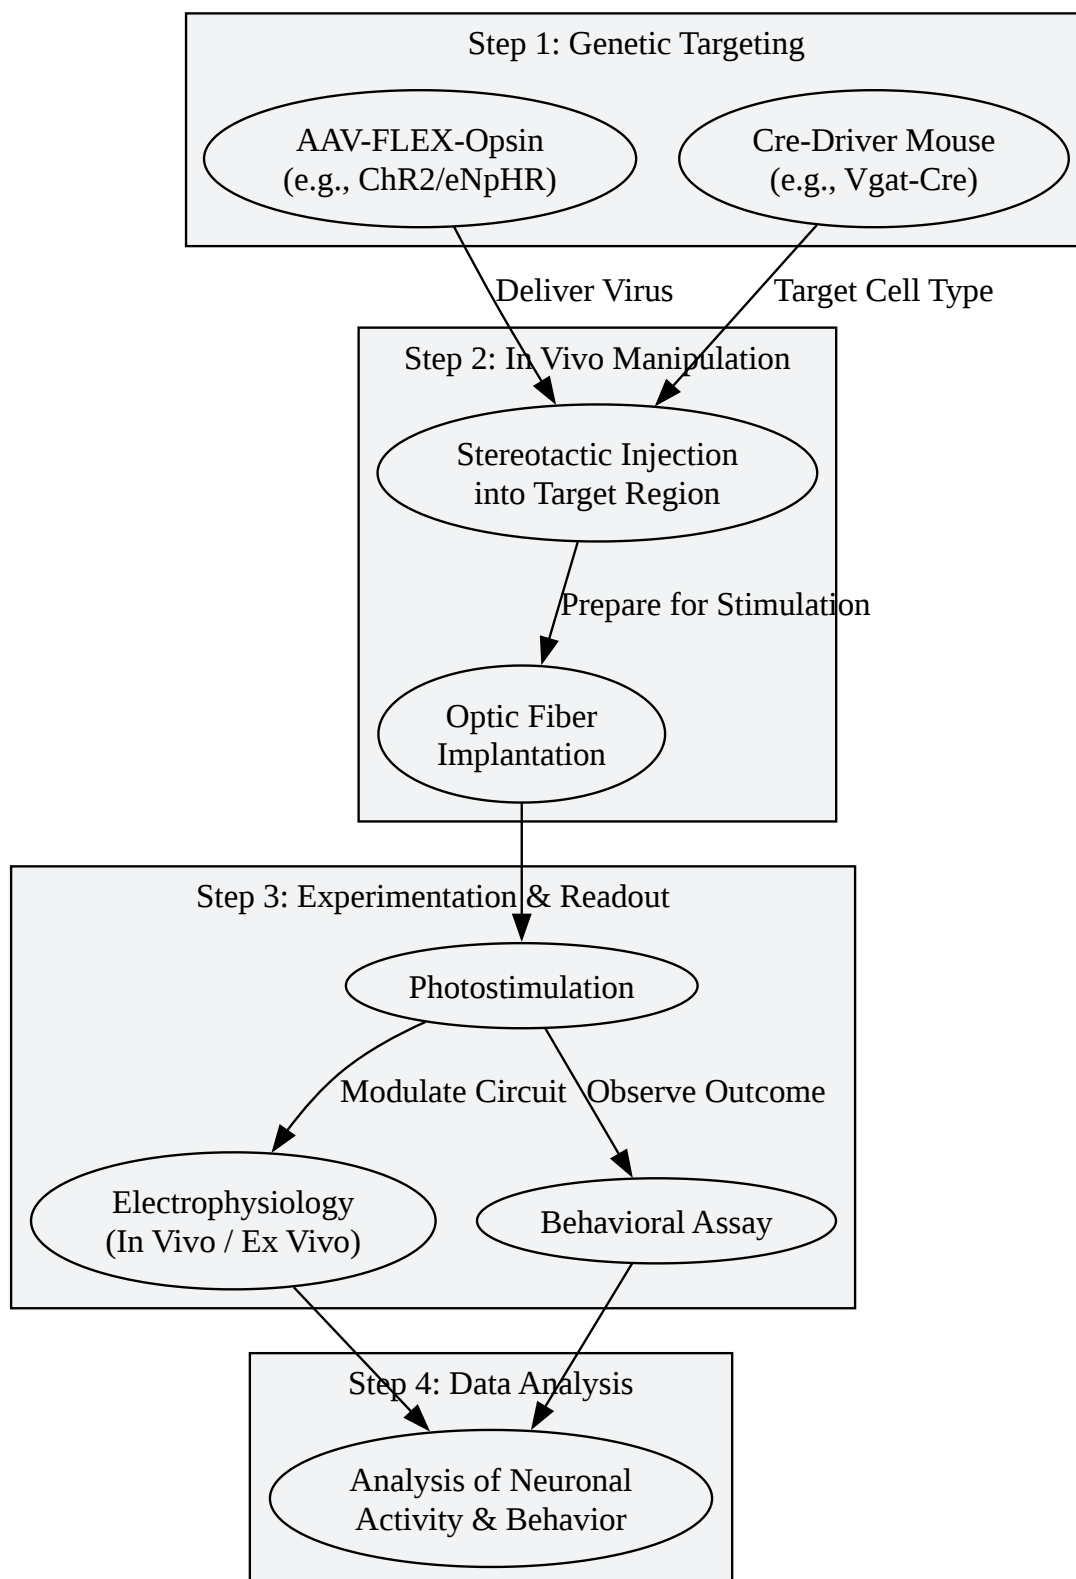 Step 1: Genetic Targeting
AAV-FLEX-Opsin
(e.g., ChR2/eNpHR)
Cre-Driver Mouse
(e.g., Vgat-Cre)
Deliver Virus
Target Cell Type
Step 2: In Vivo Manipulation
Stereotactic Injection
into Target Region
Prepare for Stimulation
Optic Fiber
Implantation
Step 3: Experimentation & Readout
Photostimulation
Modulate Circuit
Observe Outcome
Electrophysiology
(In Vivo / Ex Vivo)
Behavioral Assay
Step 4: Data Analysis
Analysis of Neuronal
Activity & Behavior